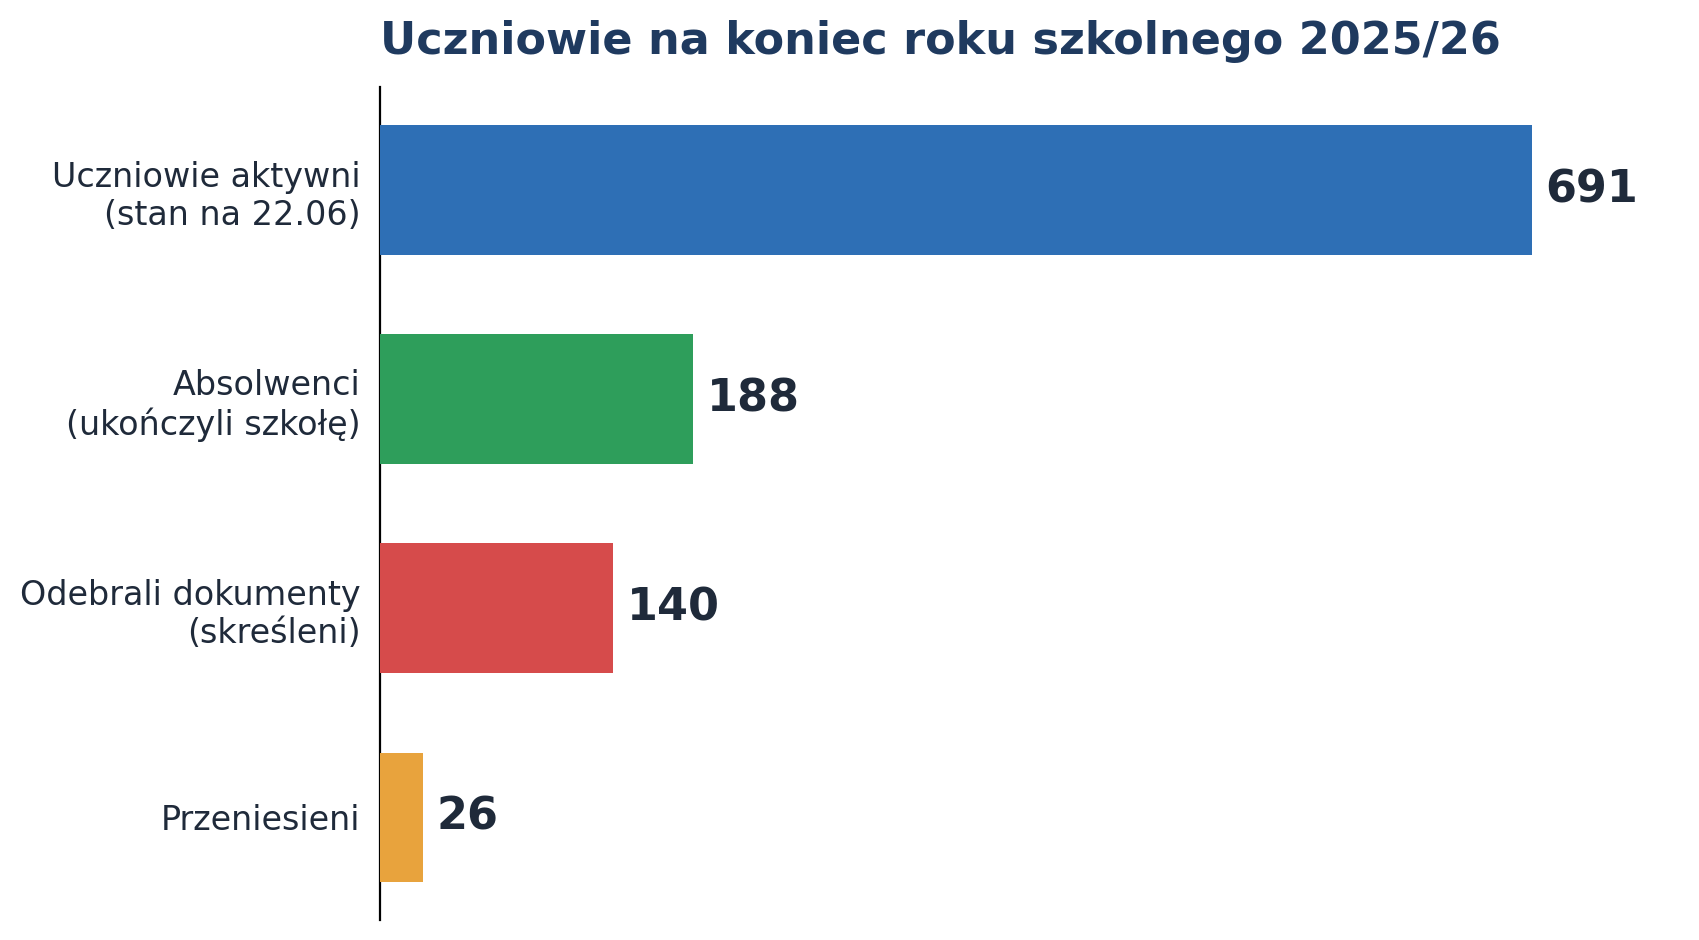 Uczniowie na koniec roku szkolnego 2025/26
Uczniowie aktywni
(stan na 22.06)
691
Absolwenci
(ukończyli szkołę)
188
Odebrali dokumenty
(skreśleni)
140
Przeniesieni
26